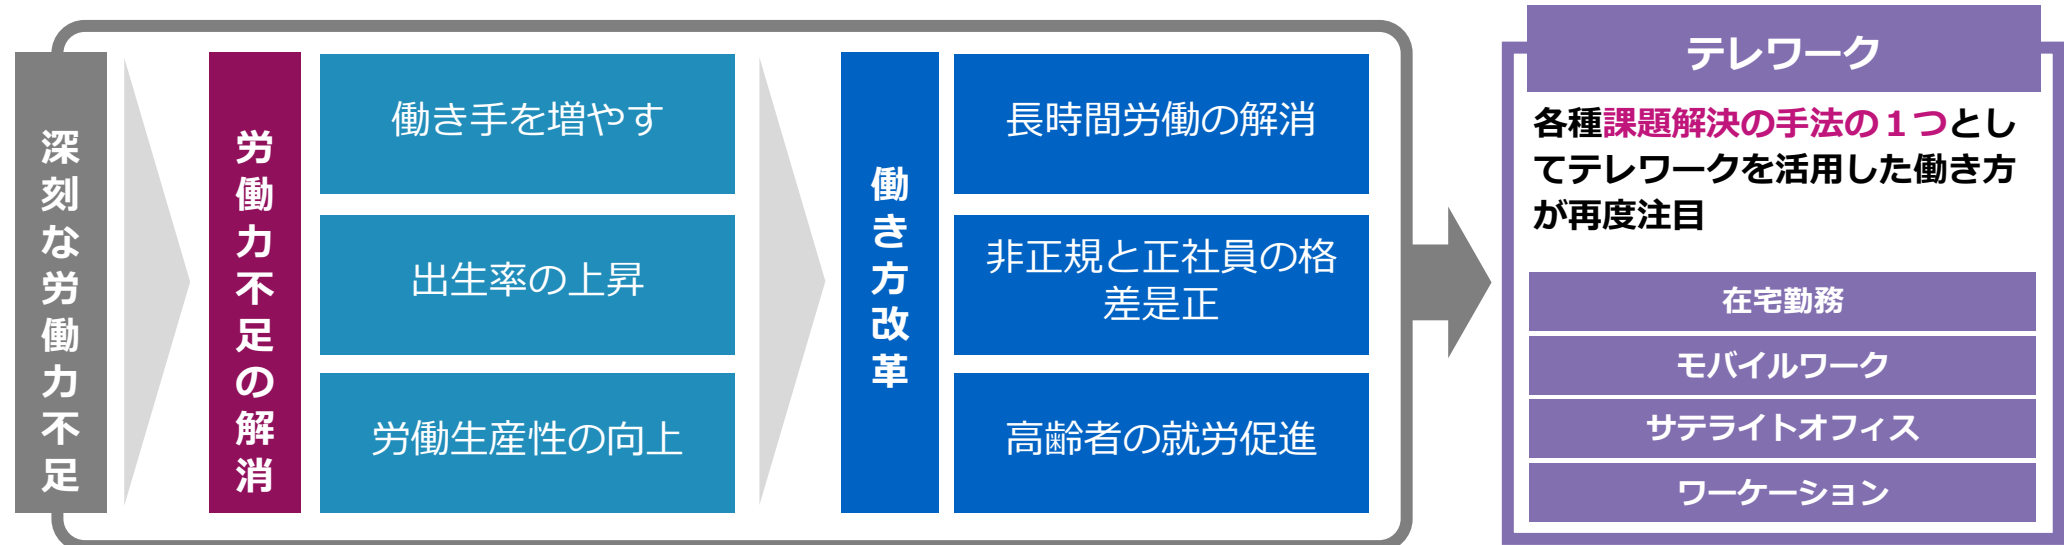 深刻な労働力不足
労働力不足の解消
働き手を増やす
出生率の上昇
労働生産性の向上
働き方改革
長時間労働の解消
非正規と正社員の格
差是正
高齢者の就労促進
テレワーク
各種課題解決の手法の１つとし
てテレワークを活用した働き方
が再度注目
在宅勤務
モバイルワーク
サテライトオフィス
ワーケーション